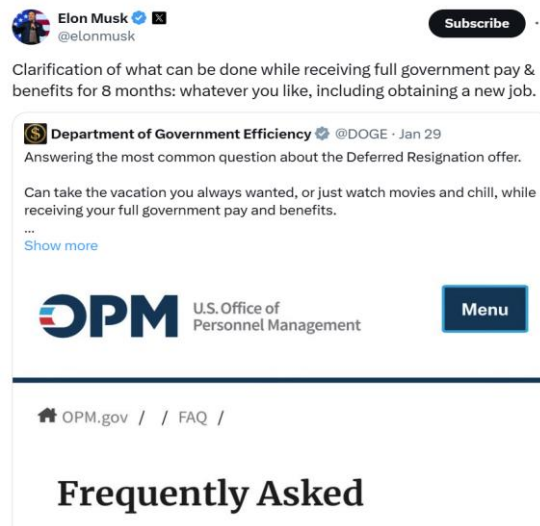 Elon Musk
@elonmusk
Subscribe
Clarification of what can be done while receiving full government pay &
benefits for 8 months: whatever you like, including obtaining a new job.
Department of Government Efficiency @DOGE · Jan 29
Answering the most common question about the Deferred Resignation offer.
Can take the vacation you always wanted, or just watch movies and chill, while
receiving your full government pay and benefits.
...
Show more
OPM U.S. Office of
Personnel Management
Menu
OPM.gov / / FAQ /
Frequently Asked